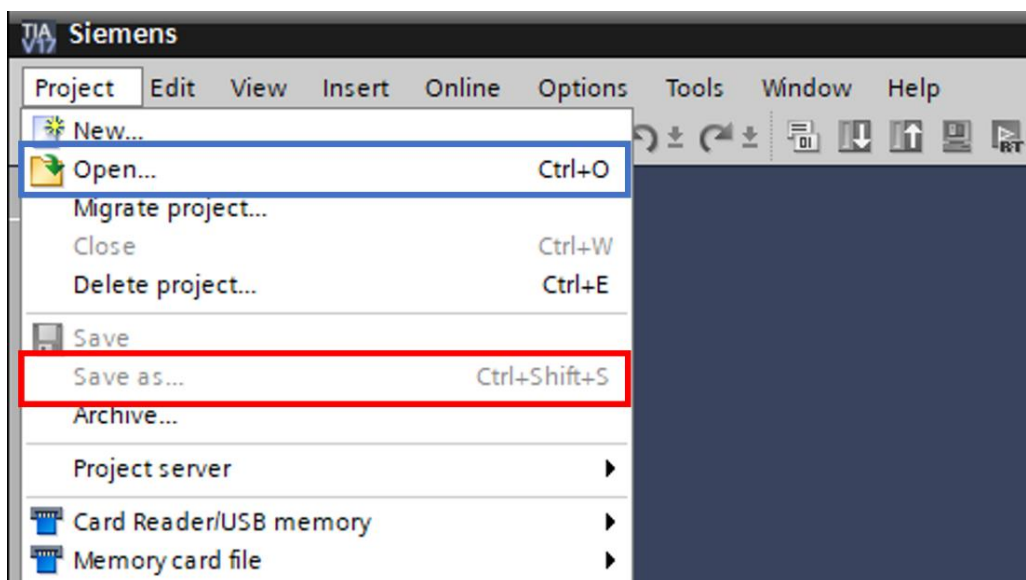 TIA V17 Siemens
Project Edit View Insert Online Options Tools Window Help
New...
Open... Ctrl+O
Migrate project...
Close Ctrl+W
Delete project... Ctrl+E
Save
Save as... Ctrl+Shift+S
Archive...
Project server
Card Reader/USB memory
Memory card file
RT